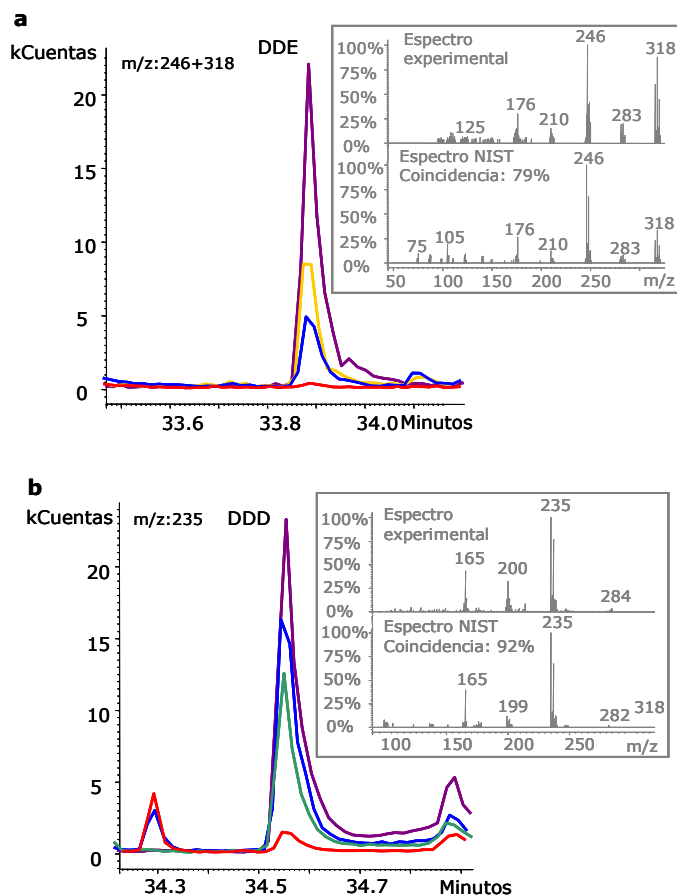 a
kCuentas
m/z:246+318
DDE
20
15
10
5
0
33.6 33.8 34.0 Minutos
Espectro
experimental
100%
75%
50%
25%
0%
125 176 210 246 283 318
Espectro NIST
Coincidencia: 79%
100%
75%
50%
25%
0%
75 105 176 210 246 283 318
50 100 150 200 250 m/z
b
kCuentas
m/z:235
DDD
20
15
10
5
0
34.3 34.5 34.7 Minutos
Espectro
experimental
100%
75%
50%
25%
0%
165 200 235 284
Espectro NIST
Coincidencia: 92%
100%
75%
50%
25%
0%
165 199 235 282 318
100 150 200 250 m/z